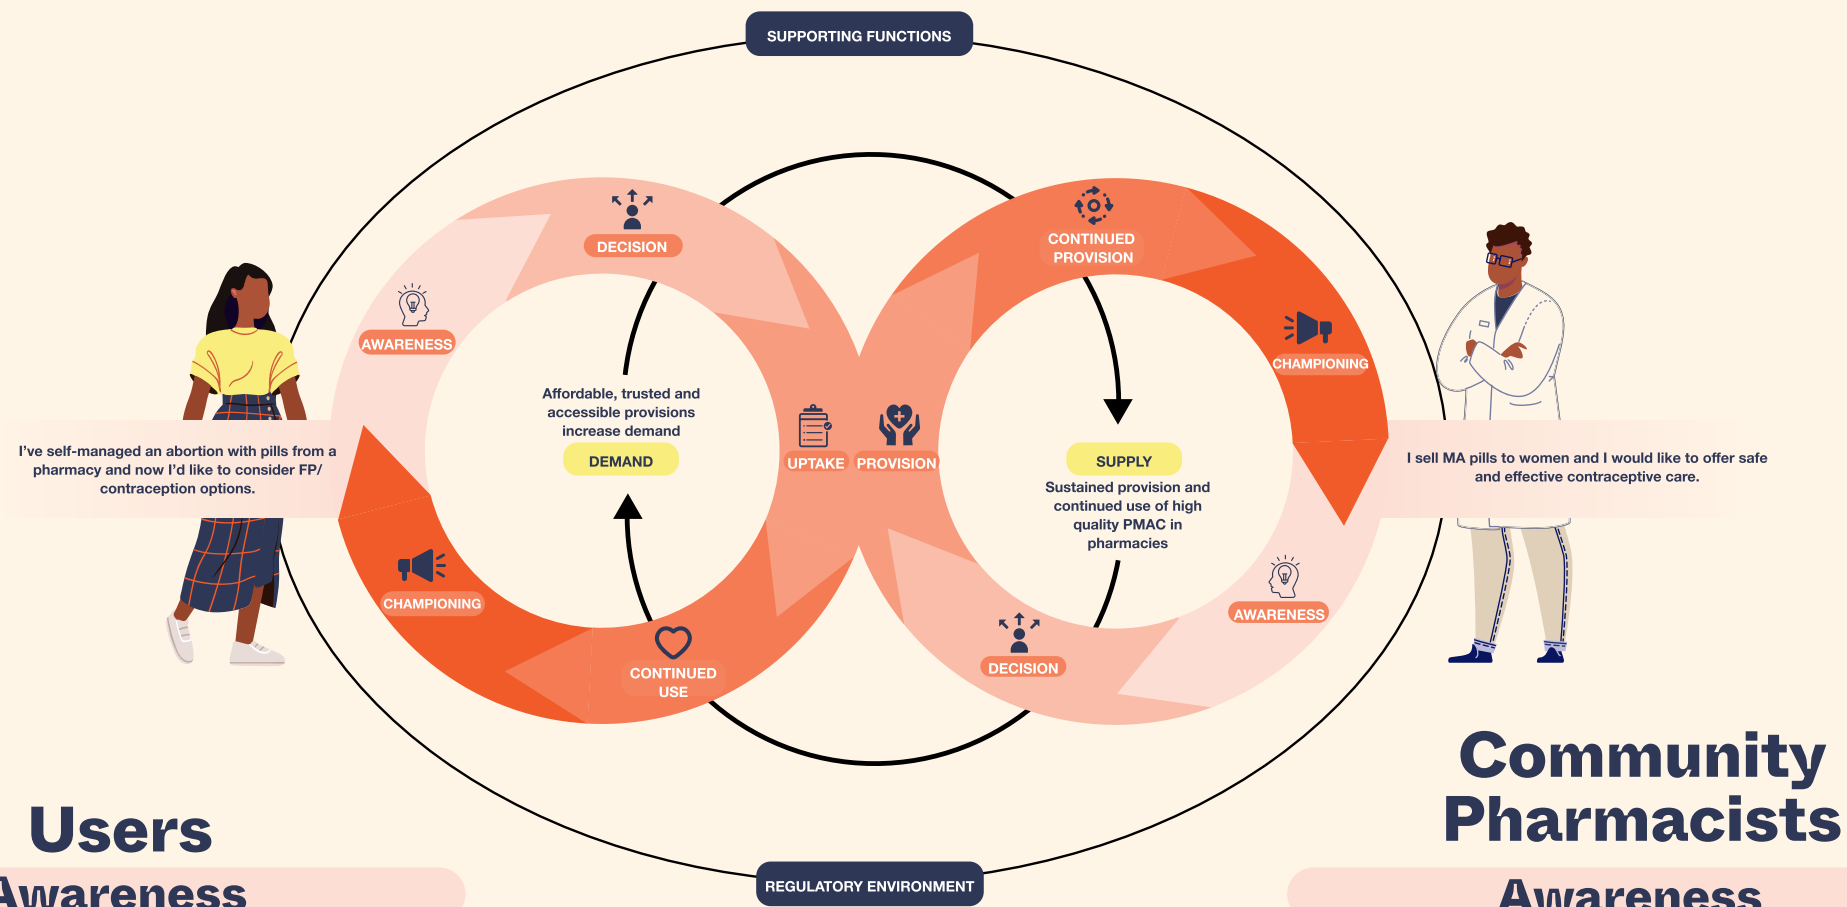 SUPPORTING FUNCTIONS
DECISION
AWARENESS
Affordable, trusted and
accessible provisions
increase demand
DEMAND
I've self-managed an abortion with pills from a
pharmacy and now I'd like to consider FP/
contraception options.
CHAMPIONING
CONTINUED
USE
UPTAKE
PROVISION
CONTINUED
PROVISION
CHAMPIONING
SUPPLY
Sustained provision and
continued use of high
quality PMAC in
pharmacies
I sell MA pills to women and I would like to offer safe
and effective contraceptive care.
AWARENESS
DECISION
REGULATORY ENVIRONMENT
Users
Awareness
Community
Pharmacists
Awareness